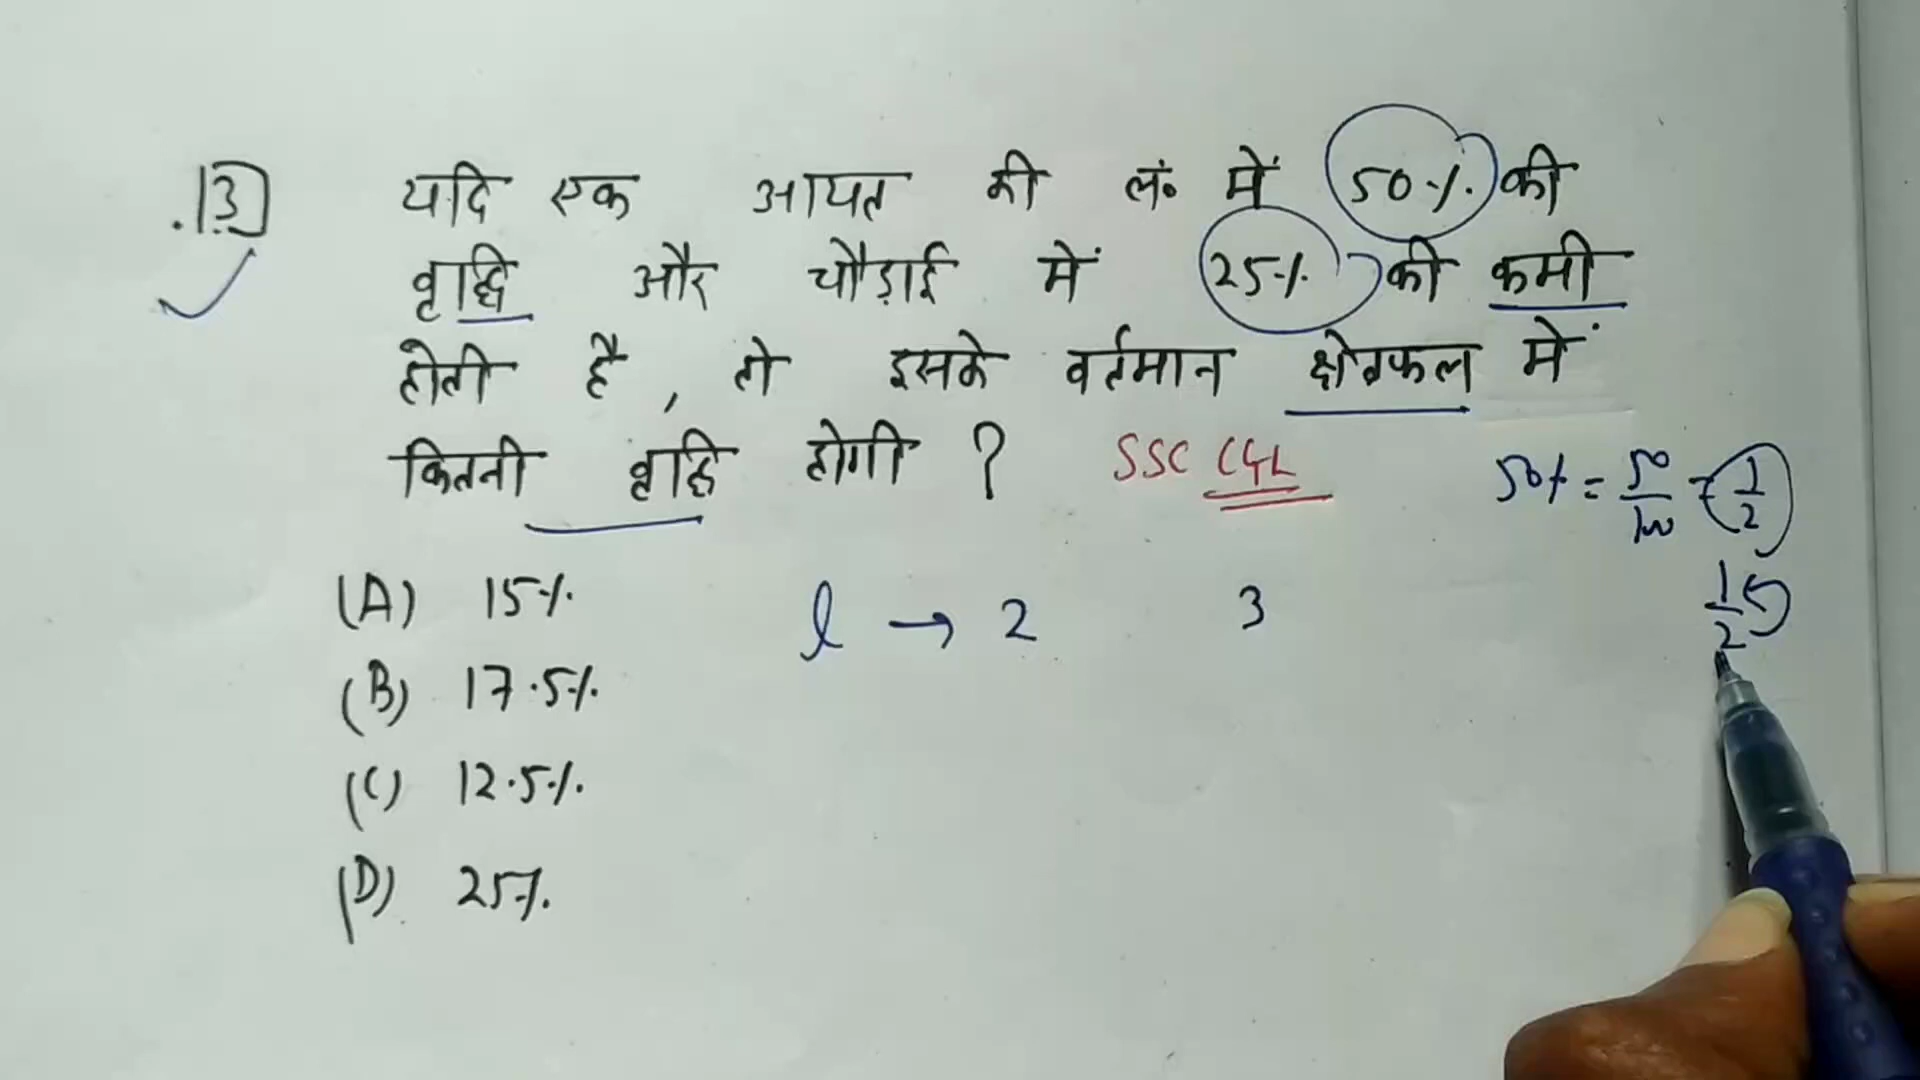 .13 यदि एक आयत की लं० में 50% की
वृद्धि और चौड़ाई में 25% की कमी
होती है, तो इसके वर्तमान क्षेत्रफल में
कितनी वृद्धि होगी ? SSC CGL
50% = 50/100 = 1/2
1/2
(A) 15%
l → 2 3
(B) 17.5%
(C) 12.5%
(D) 25%